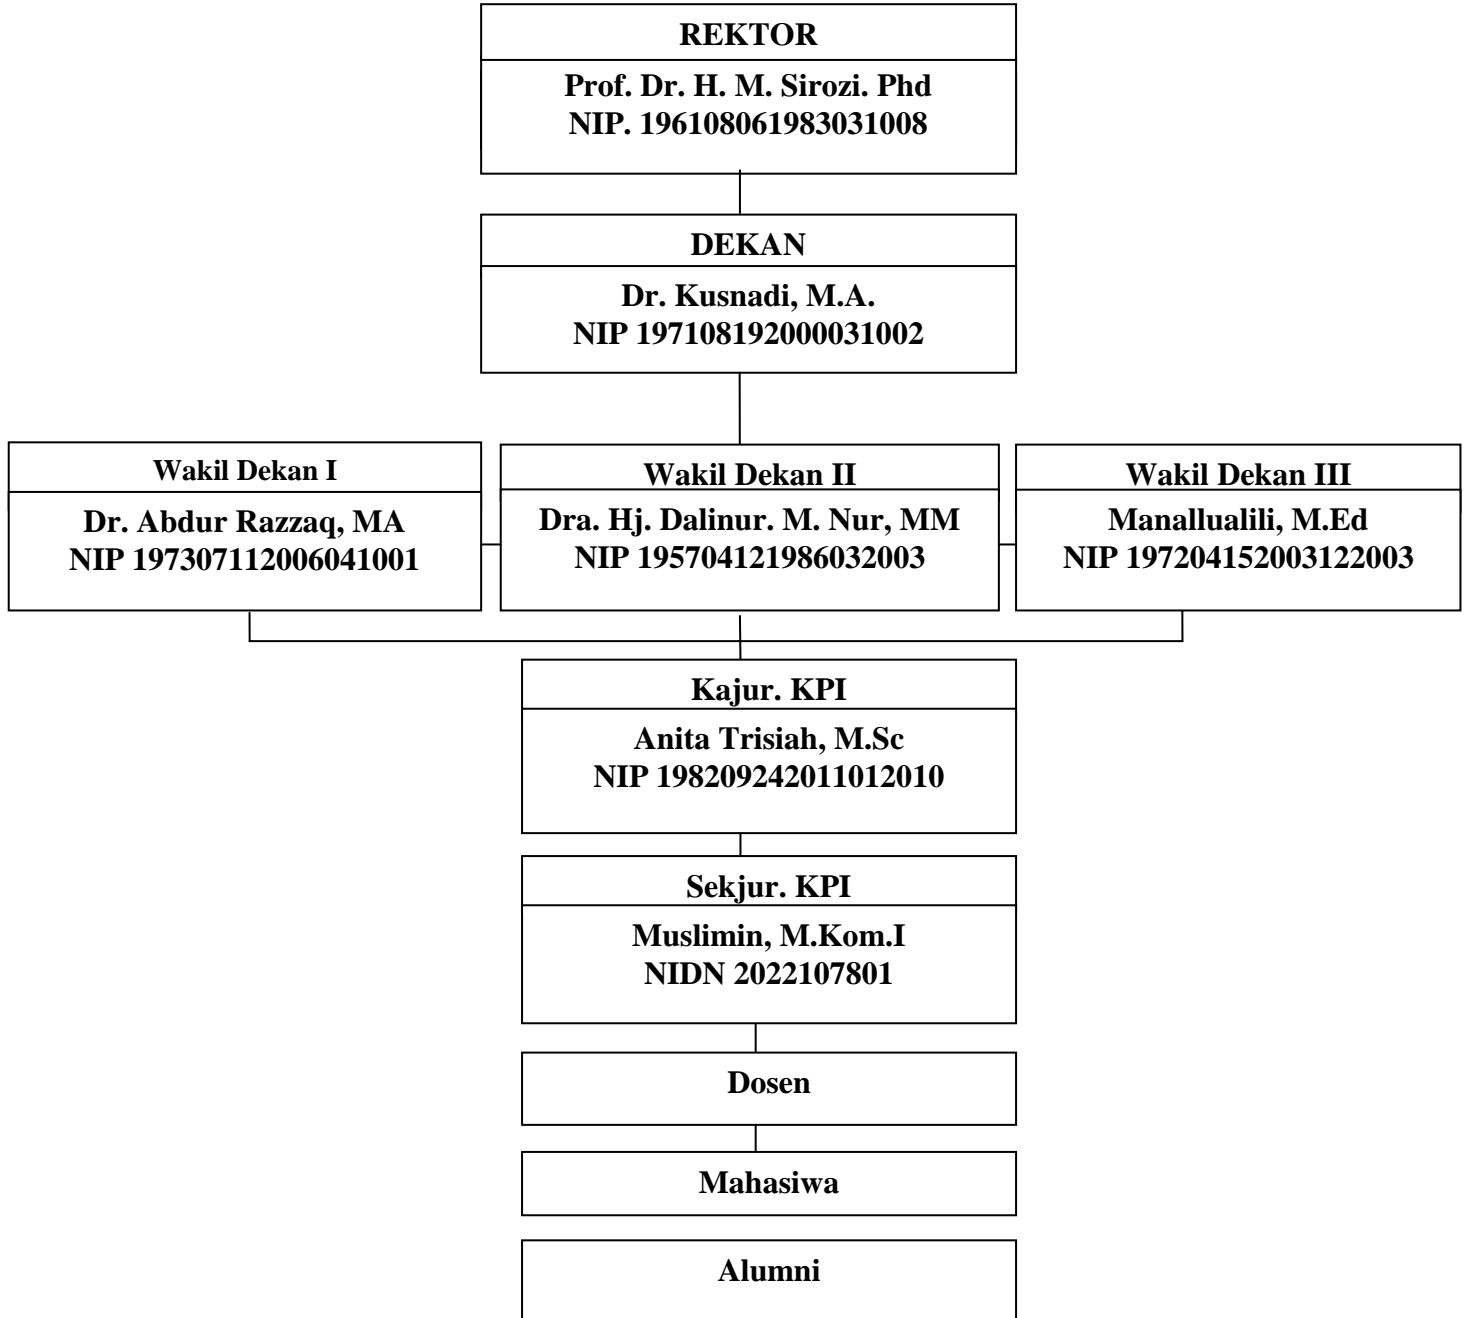 REKTOR
Prof. Dr. H. M. Sirozi. Phd
NIP. 196108061983031008
DEKAN
Dr. Kusnadi, M.A.
NIP 197108192000031002
Wakil Dekan I
Dr. Abdur Razzaq, MA
NIP 197307112006041001
Wakil Dekan II
Dra. Hj. Dalinur. M. Nur, MM
NIP 195704121986032003
Wakil Dekan III
Manallualili, M.Ed
NIP 197204152003122003
Kajur. KPI
Anita Trisiah, M.Sc
NIP 198209242011012010
Sekjur. KPI
Muslimin, M.Kom.I
NIDN 2022107801
Dosen
Mahasiwa
Alumni